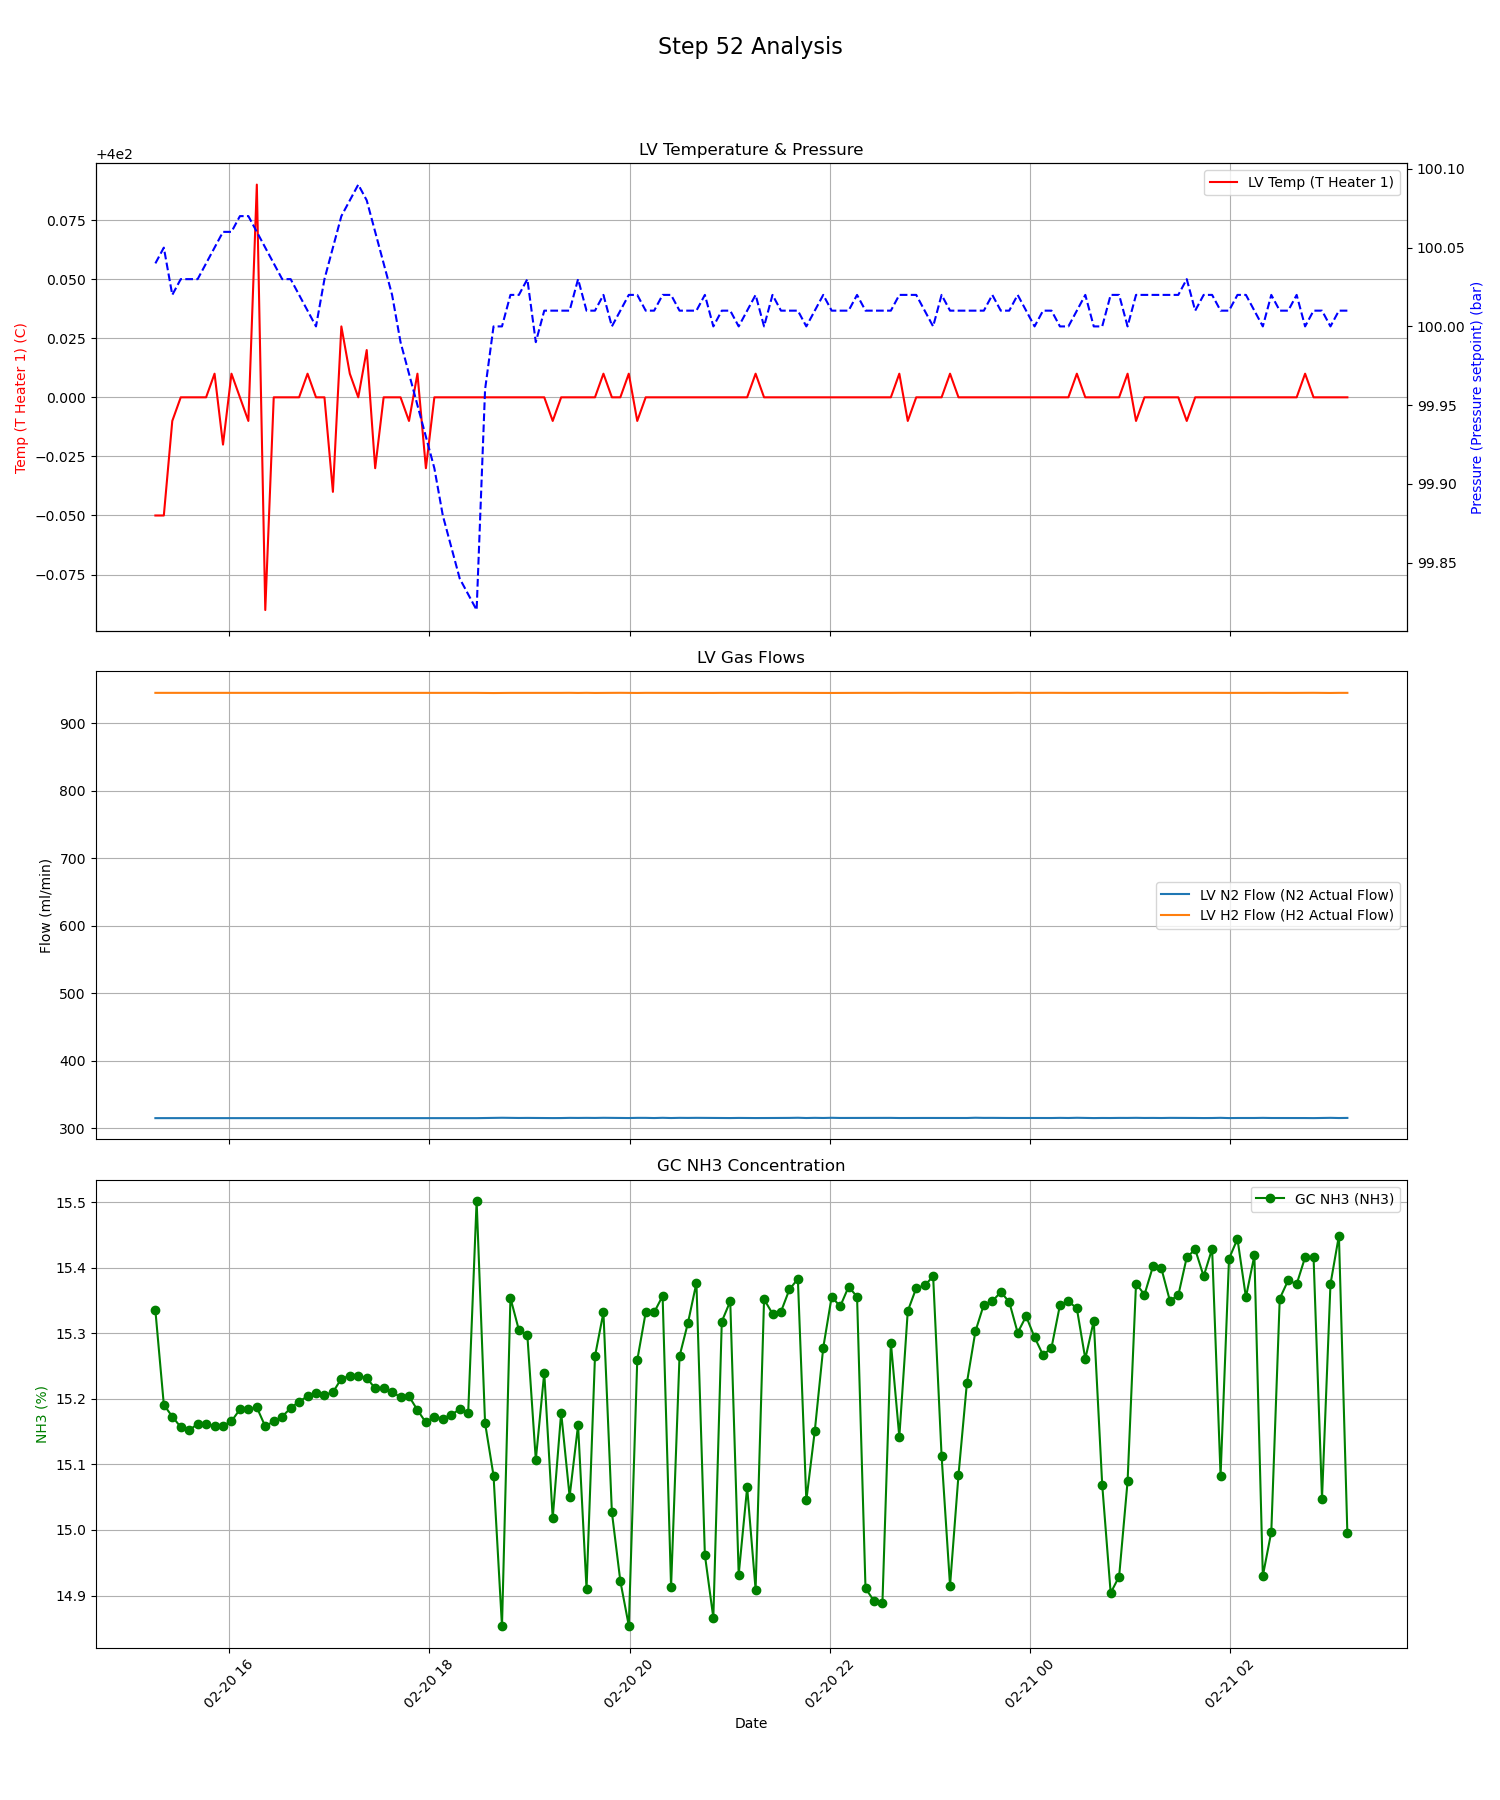 Step 52 Analysis
LV Temperature & Pressure
+4e2
LV Temp (T Heater 1)
0.075
0.050
0.025
0.000
−0.025
−0.050
−0.075
Temp (T Heater 1) (C)
100.10
100.05
100.00
99.95
99.90
99.85
Pressure (Pressure setpoint) (bar)
LV Gas Flows
900
800
700
600
500
400
300
Flow (ml/min)
LV N2 Flow (N2 Actual Flow)
LV H2 Flow (H2 Actual Flow)
GC NH3 Concentration
GC NH3 (NH3)
15.5
15.4
15.3
15.2
15.1
15.0
14.9
NH3 (%)
02-20 16
02-20 18
02-20 20
02-20 22
02-21 00
02-21 02
Date